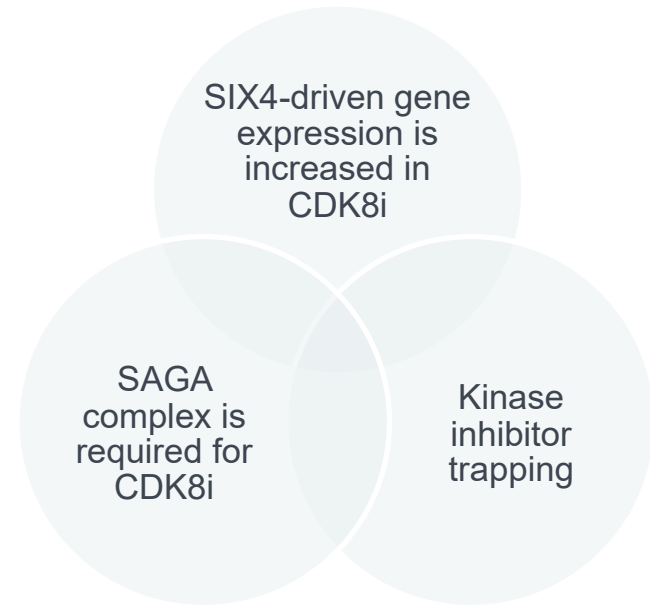 SIX4-driven gene
expression is
increased in
CDK8i
SAGA
complex is
required for
CDK8i
Kinase
inhibitor
trapping